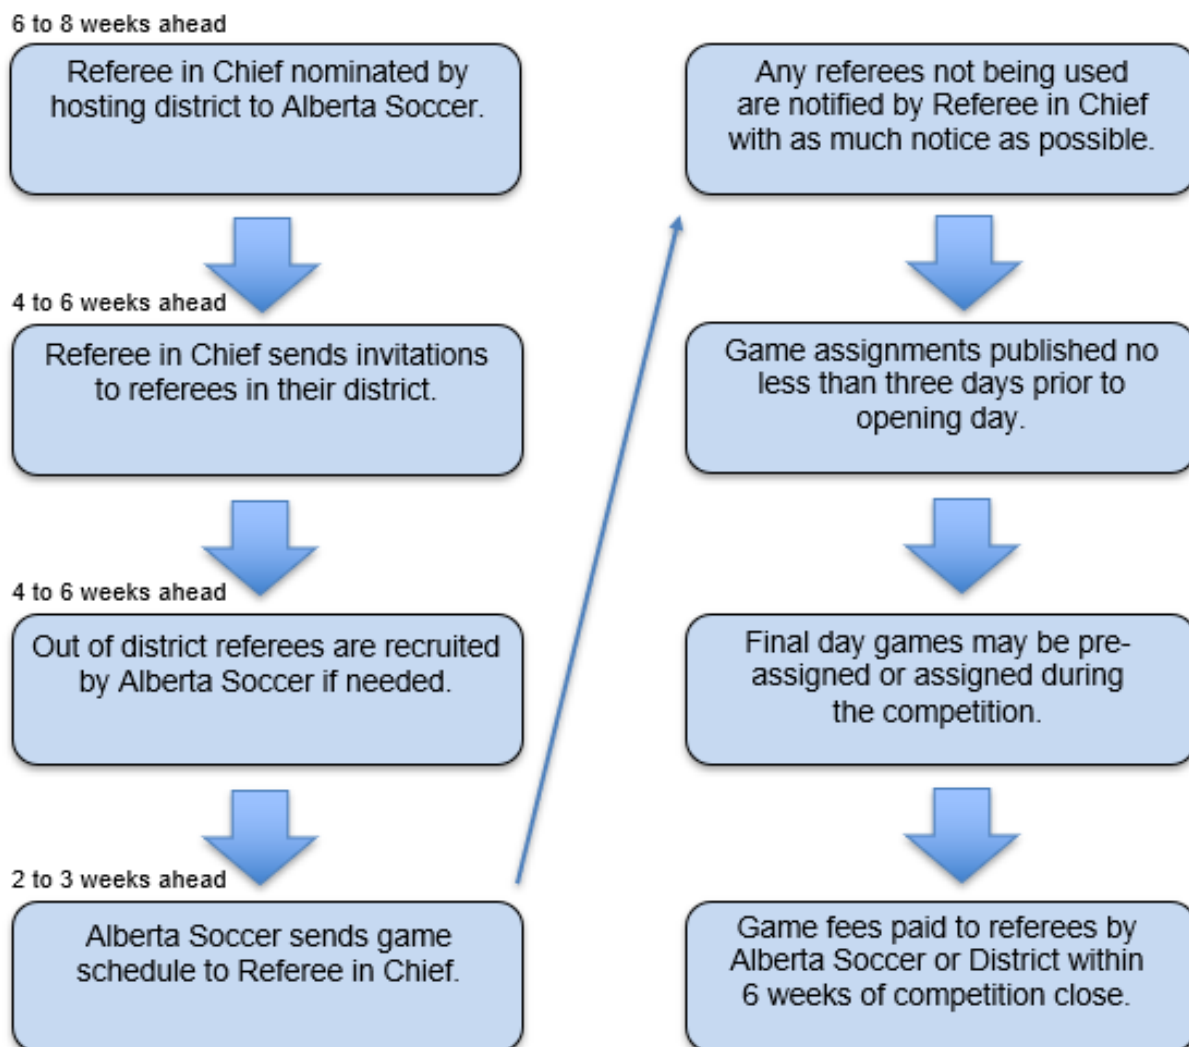 6 to 8 weeks ahead
Referee in Chief nominated by
hosting district to Alberta Soccer.
4 to 6 weeks ahead
Referee in Chief sends invitations
to referees in their district.
4 to 6 weeks ahead
Out of district referees are recruited
by Alberta Soccer if needed.
2 to 3 weeks ahead
Alberta Soccer sends game
schedule to Referee in Chief.
Any referees not being used
are notified by Referee in Chief
with as much notice as possible.
Game assignments published no
less than three days prior to
opening day.
Final day games may be pre-
assigned or assigned during
the competition.
Game fees paid to referees by
Alberta Soccer or District within
6 weeks of competition close.